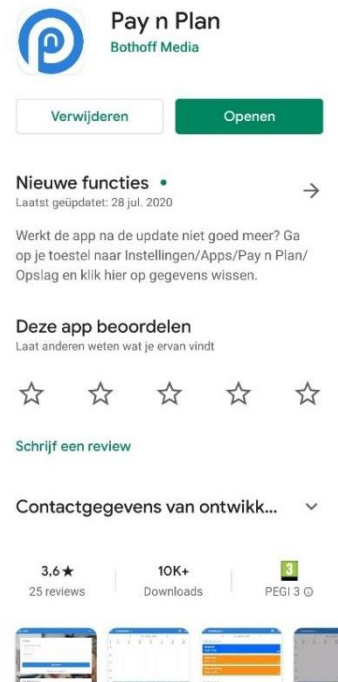 Pay n Plan
Bothoff Media
Verwijderen
Openen
Nieuwe functies
Laatst geüpdatet: 28 jul. 2020
Werkt de app na de update niet goed meer? Ga
op je toestel naar Instellingen/Apps/Pay n Plan/
Opslag en klik hier op gegevens wissen.
Deze app beoordelen
Laat anderen weten wat je ervan vindt
Schrijf een review
Contactgegevens van ontwikk...
3,6★
25 reviews
10K+
Downloads
3
PEGI 3